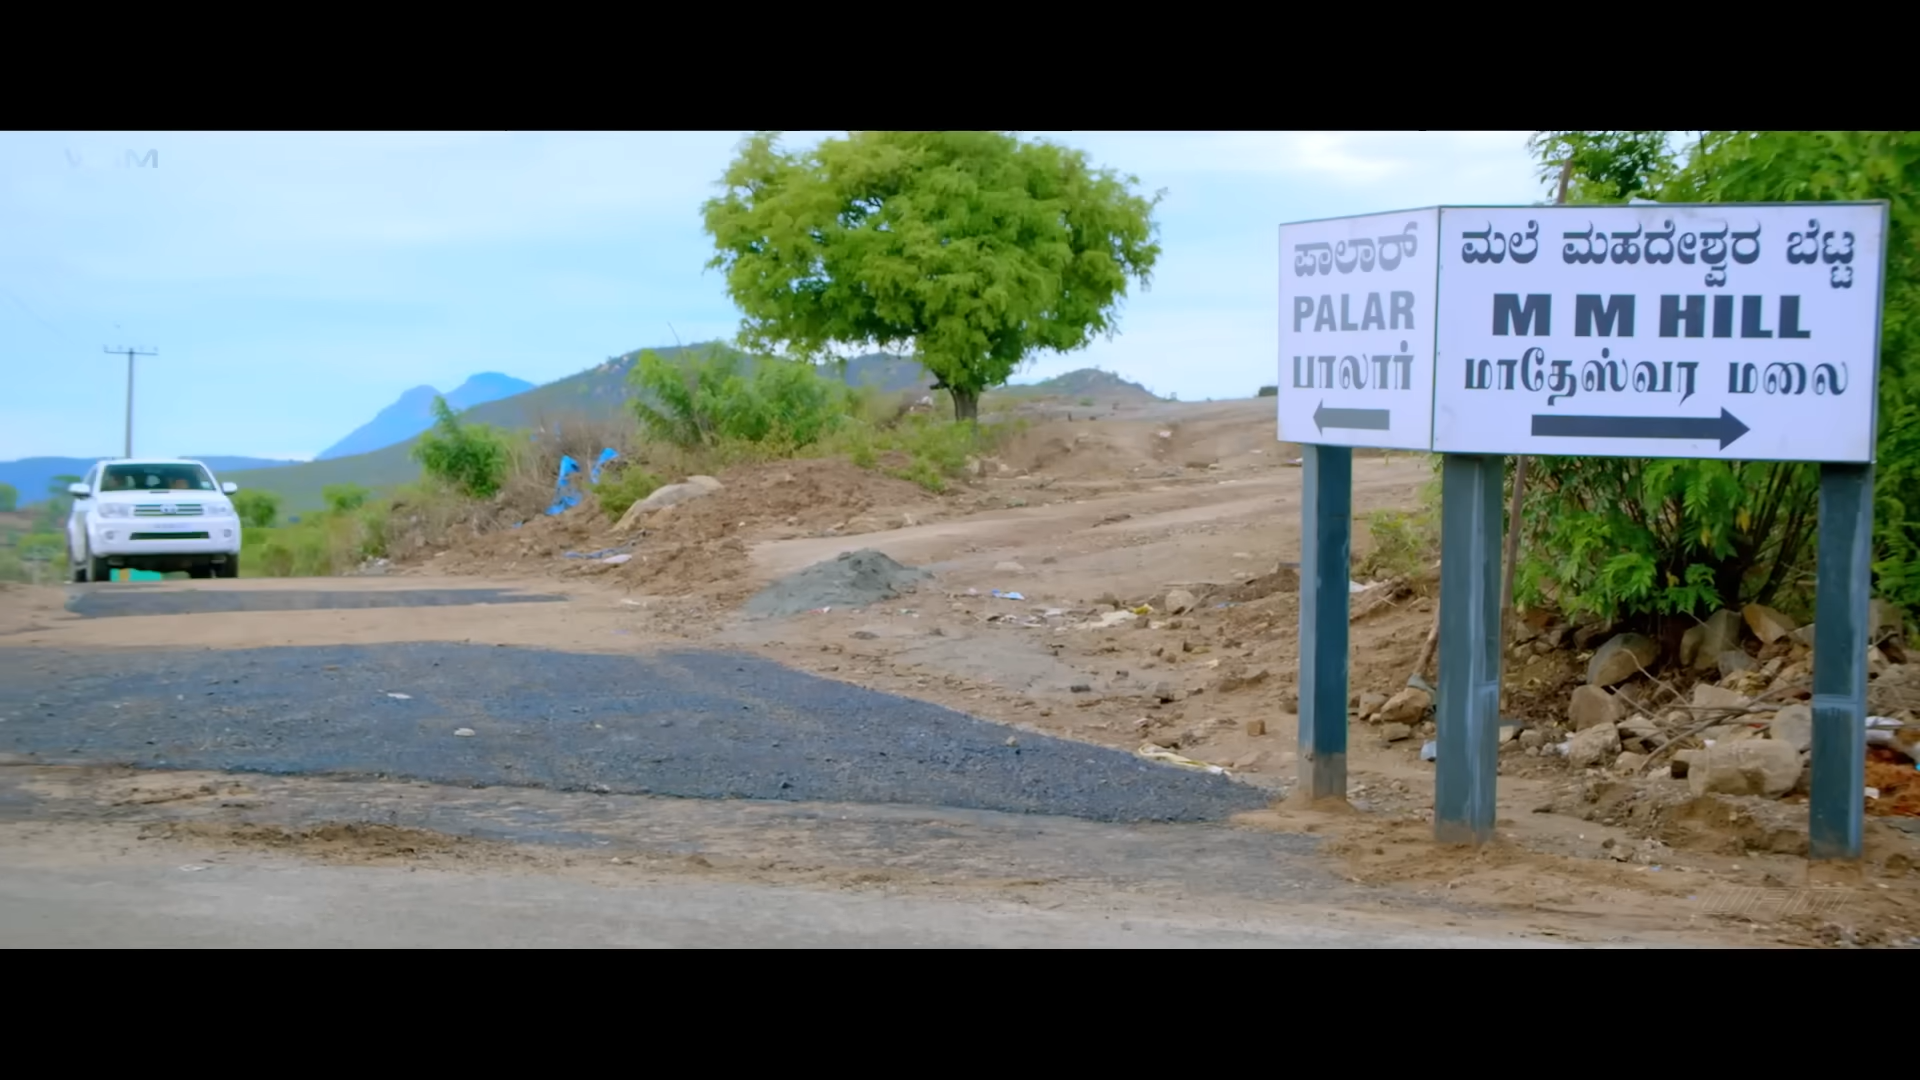 ಪಾಲಾರ್
PALAR
பாலார்
ಮಲೆ ಮಹದೇಶ್ವರ ಬೆಟ್ಟ
M M HILL
மாதேஸ்வர மலை